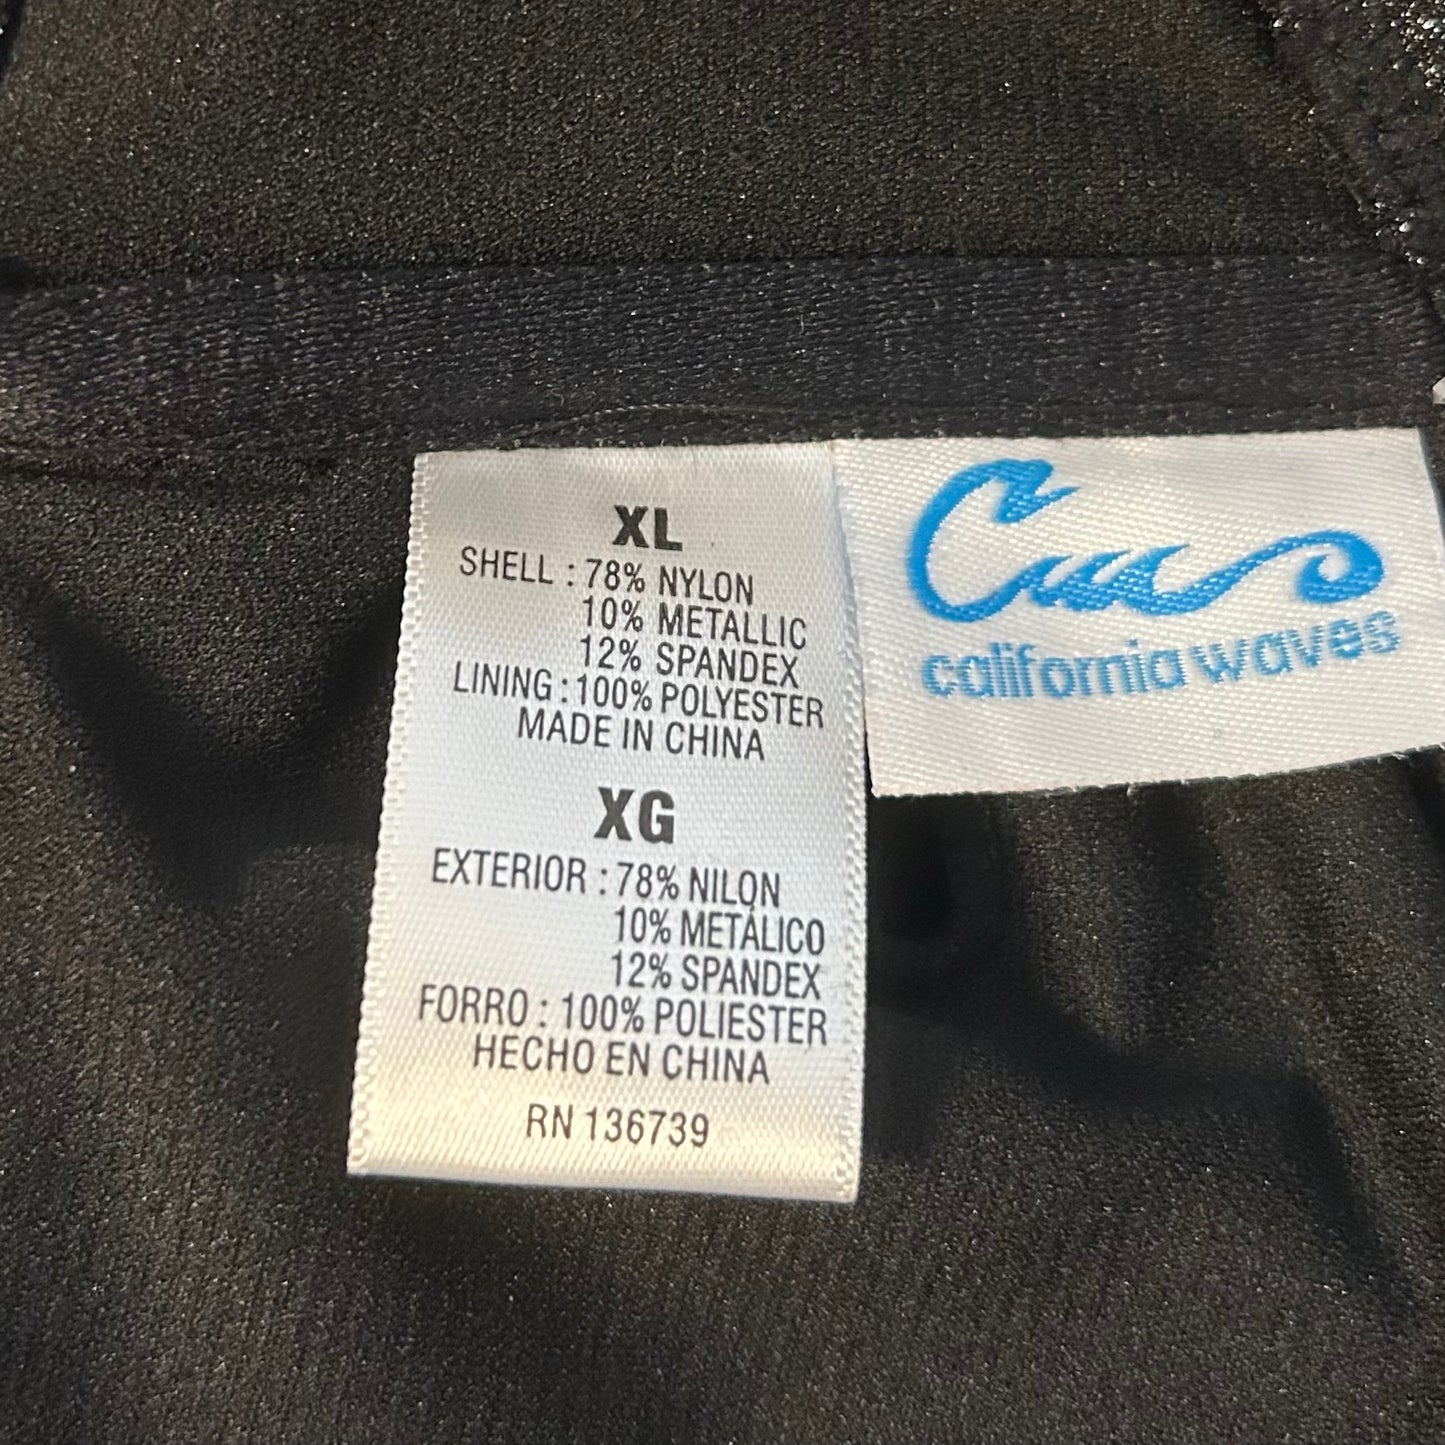 XL
SHELL : 78% NYLON
10% METALLIC
12% SPANDEX
LINING : 100% POLYESTER
MADE IN CHINA
XG
EXTERIOR : 78% NILON
10% METÁLICO
12% SPANDEX
FORRO : 100% POLIESTER
HECHO EN CHINA
RN 136739
california waves